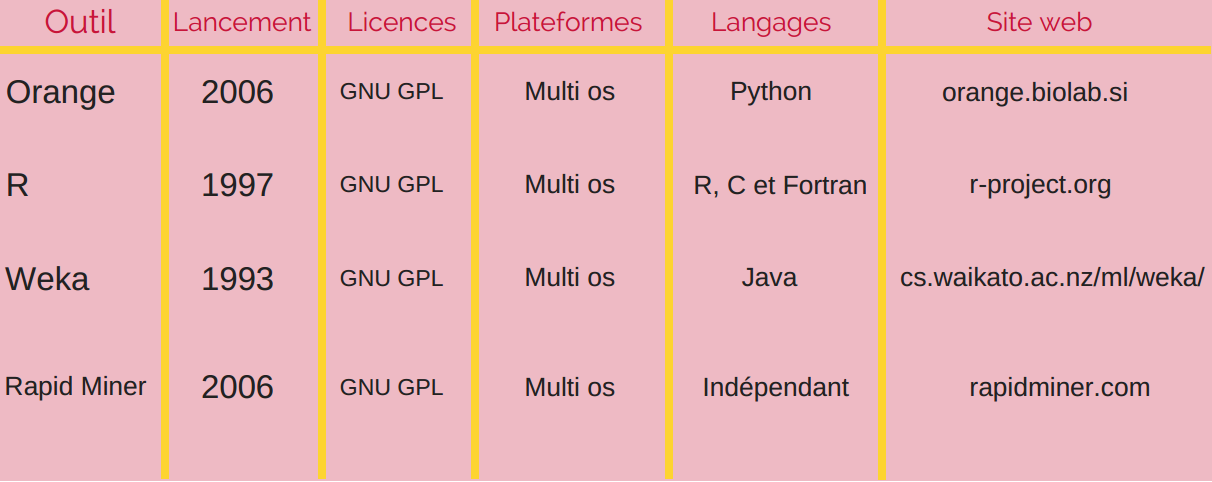 Outil Lancement Licences Plateformes Langages Site web
Orange 2006 GNU GPL Multi os Python orange.biolab.si
R 1997 GNU GPL Multi os R, C et Fortran r-project.org
Weka 1993 GNU GPL Multi os Java cs.waikato.ac.nz/ml/weka/
Rapid Miner 2006 GNU GPL Multi os Indépendant rapidminer.com